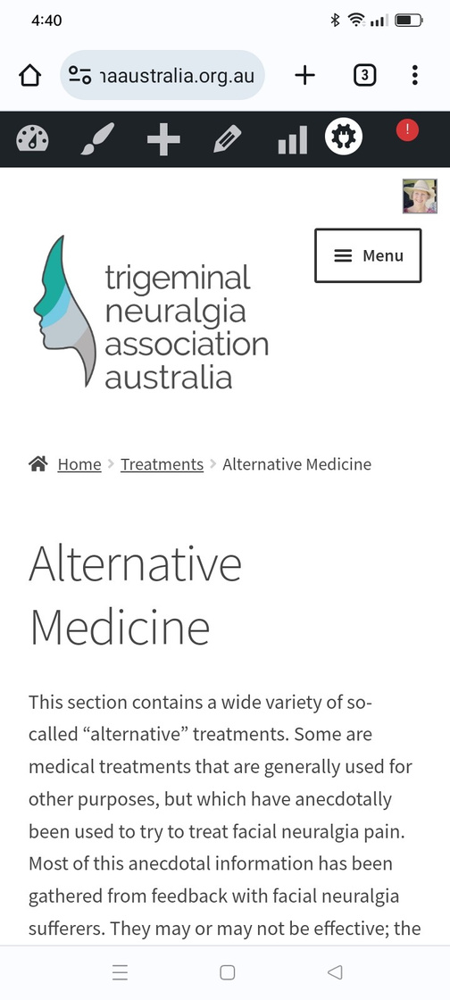 4:40
naaustralia.org.au
3
!
Menu
trigeminal
neuralgia
association
australia
Home > Treatments > Alternative Medicine
Alternative
Medicine
This section contains a wide variety of so-
called “alternative” treatments. Some are
medical treatments that are generally used for
other purposes, but which have anecdotally
been used to try to treat facial neuralgia pain.
Most of this anecdotal information has been
gathered from feedback with facial neuralgia
sufferers. They may or may not be effective; the